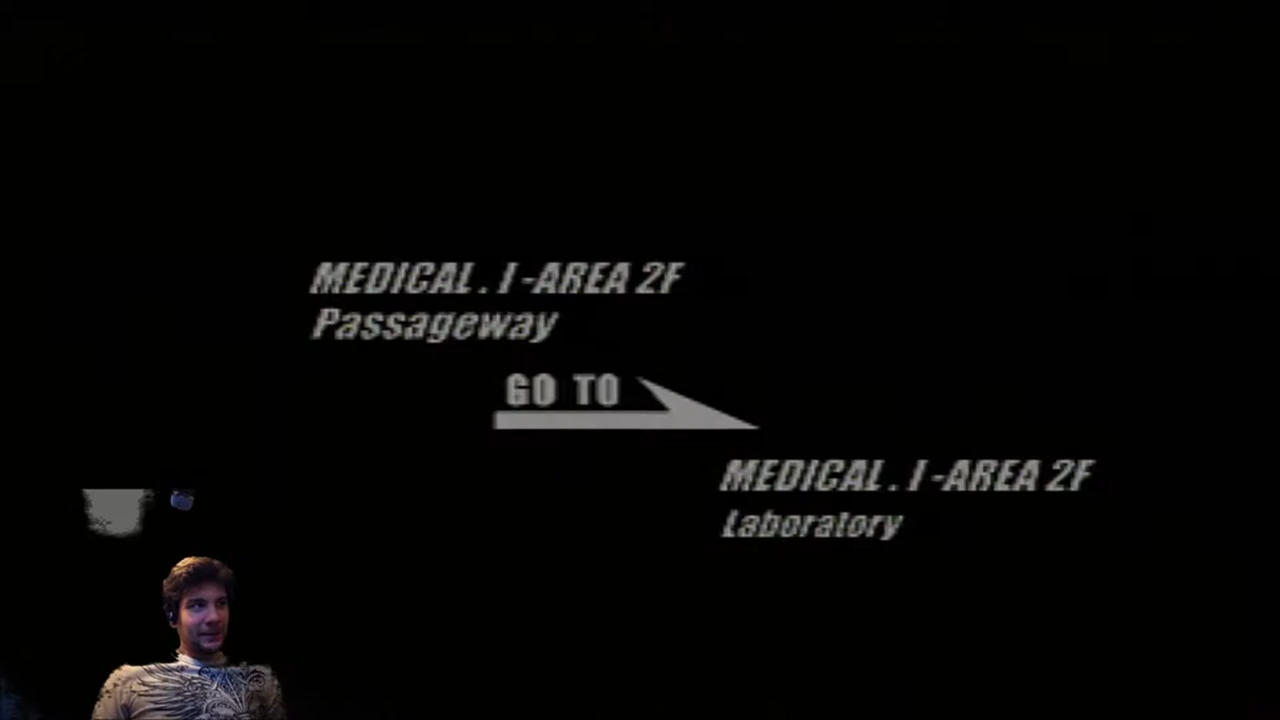 MEDICAL . I -AREA 2F
Passageway
GO TO
MEDICAL . I -AREA 2F
Laboratory